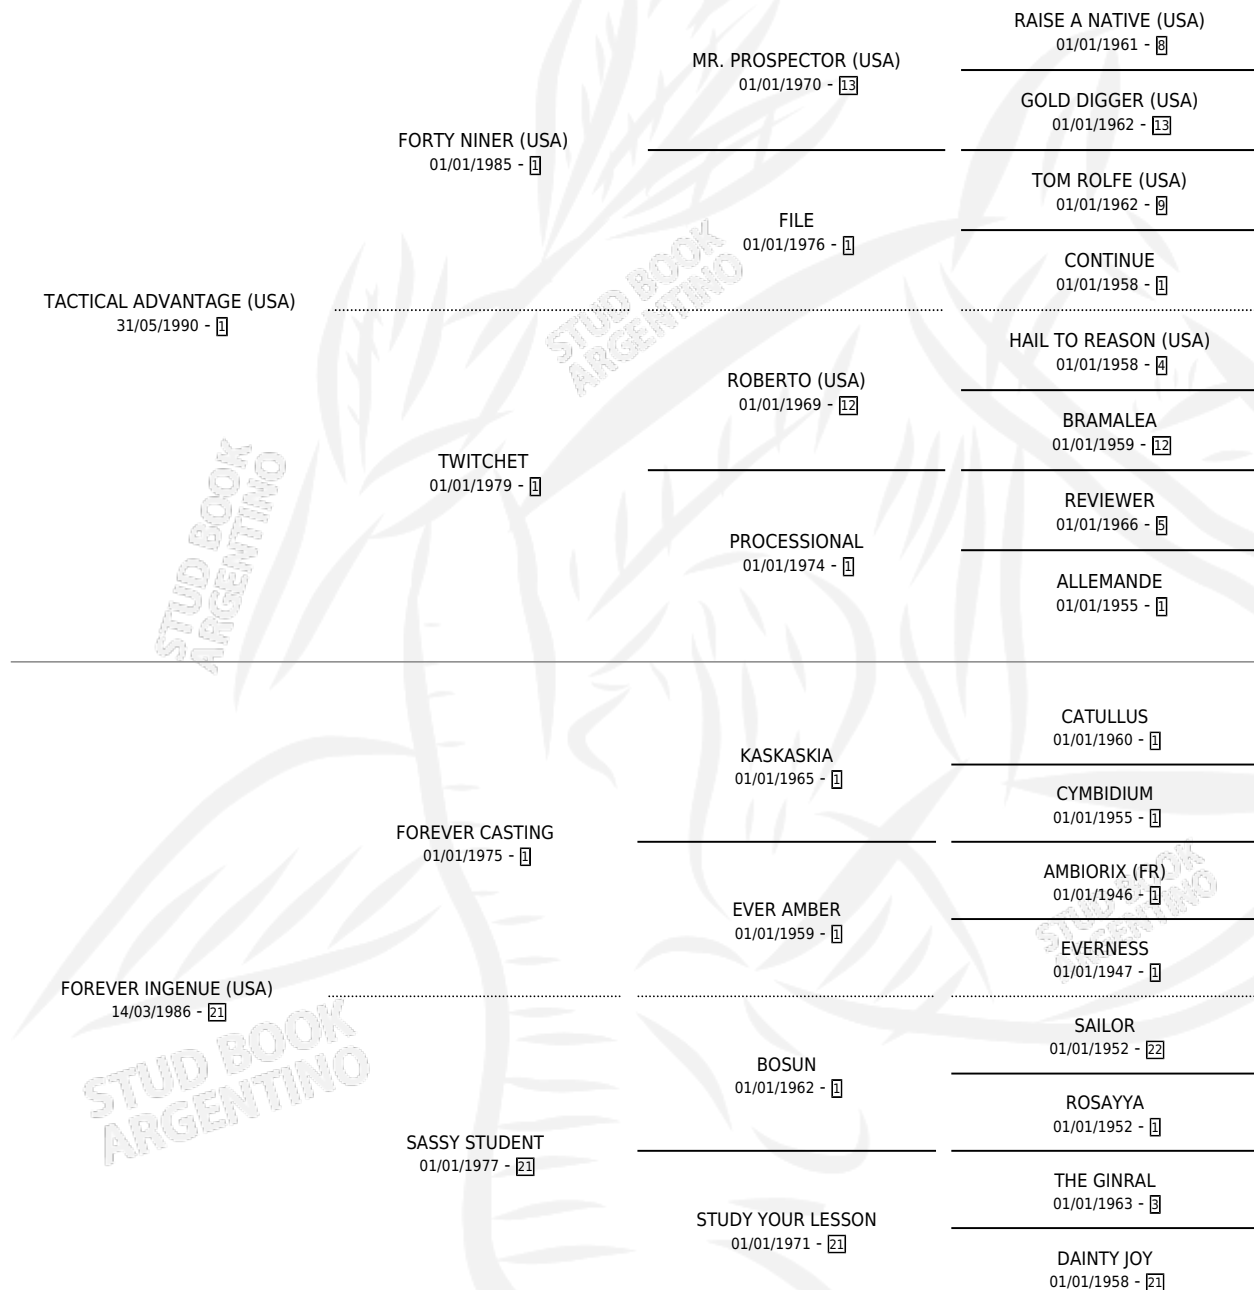 RAISE A NATIVE (USA)
01/01/1961 - 8
MR. PROSPECTOR (USA)
01/01/1970 - 13
GOLD DIGGER (USA)
01/01/1962 - 13
FORTY NINER (USA)
01/01/1985 - 1
TOM ROLFE (USA)
01/01/1962 - 9
FILE
01/01/1976 - 1
CONTINUE
01/01/1958 - 1
TACTICAL ADVANTAGE (USA)
31/05/1990 - 1
HAIL TO REASON (USA)
01/01/1958 - 4
ROBERTO (USA)
01/01/1969 - 12
BRAMALEA
01/01/1959 - 12
TWITCHET
01/01/1979 - 1
REVIEWER
01/01/1966 - 5
PROCESSIONAL
01/01/1974 - 1
ALLEMANDE
01/01/1955 - 1
CATULLUS
01/01/1960 - 1
KASKASKIA
01/01/1965 - 1
CYMBIDIUM
01/01/1955 - 1
FOREVER CASTING
01/01/1975 - 1
AMBIORIX (FR)
01/01/1946 - 1
EVER AMBER
01/01/1959 - 1
EVERNESS
01/01/1947 - 1
FOREVER INGENUE (USA)
14/03/1986 - 21
SAILOR
01/01/1952 - 22
BOSUN
01/01/1962 - 1
ROSAYYA
01/01/1952 - 1
SASSY STUDENT
01/01/1977 - 21
THE GINRAL
01/01/1963 - 3
STUDY YOUR LESSON
01/01/1971 - 21
DAINTY JOY
01/01/1958 - 21
STUD BOOK
ARGENTINO
STUD BOOK
ARGENTINO
STUD BOOK
ARGENTINO
STUD BOOK
ARGENTINO